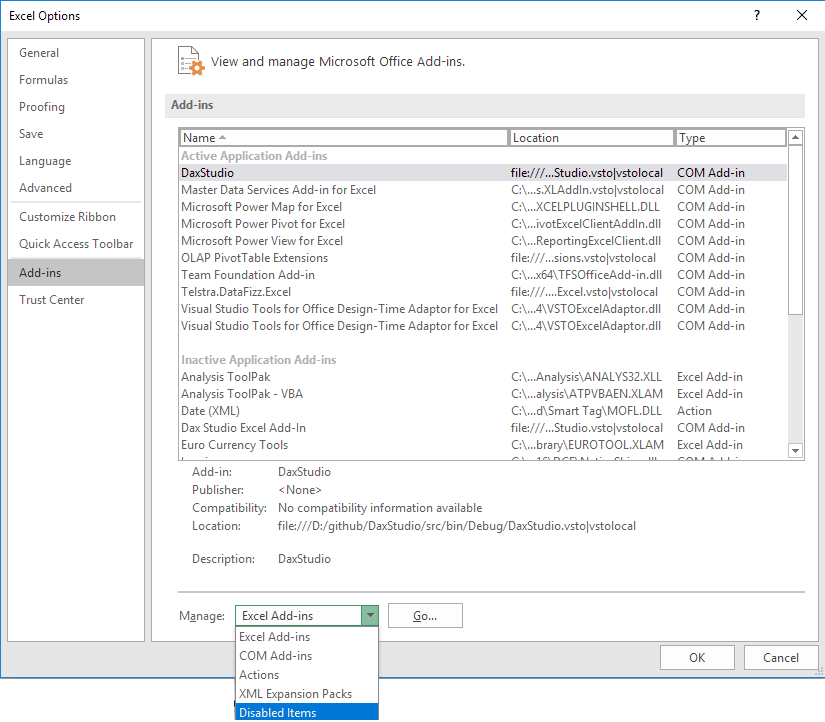 Excel Options
?
General
Formulas
Proofing
Save
Language
Advanced
Customize Ribbon
Quick Access Toolbar
Add-ins
Trust Center
View and manage Microsoft Office Add-ins.
Add-ins
Name Location Type
Active Application Add-ins
DaxStudio file:///...Studio.vsto|vstolocal COM Add-in
Master Data Services Add-in for Excel C:\...s.XLAddIn.vsto|vstolocal COM Add-in
Microsoft Power Map for Excel C:\...XCELPLUGINSHELL.DLL COM Add-in
Microsoft Power Pivot for Excel C:\...ivotExcelClientAddIn.dll COM Add-in
Microsoft Power View for Excel C:\...ReportingExcelClient.dll COM Add-in
OLAP PivotTable Extensions file:///...sions.vsto|vstolocal COM Add-in
Team Foundation Add-in C:\...x64\TFSOfficeAdd-in.dll COM Add-in
Telstra.DataFizz.Excel file:///....Excel.vsto|vstolocal COM Add-in
Visual Studio Tools for Office Design-Time Adaptor for Excel C:\...4\VSTOExcelAdaptor.dll COM Add-in
Visual Studio Tools for Office Design-Time Adaptor for Excel C:\...4\VSTOExcelAdaptor.dll COM Add-in
Inactive Application Add-ins
Analysis ToolPak C:\...Analysis\ANALYS32.XLL Excel Add-in
Analysis ToolPak - VBA C:\...alysis\ATPVBAEN.XLAM Excel Add-in
Date (XML) C:\...d\Smart Tag\MOFL.DLL Action
Dax Studio Excel Add-In file:///...Studio.vsto|vstolocal COM Add-in
Euro Currency Tools C:\...brary\EUROTOOL.XLAM Excel Add-in
Add-in: DaxStudio
Publisher: <None>
Compatibility: No compatibility information available
Location: file:///D:/github/DaxStudio/src/bin/Debug/DaxStudio.vsto|vstolocal
Description: DaxStudio
Manage: Excel Add-ins Go...
Excel Add-ins
COM Add-ins
Actions
XML Expansion Packs
Disabled Items
OK Cancel